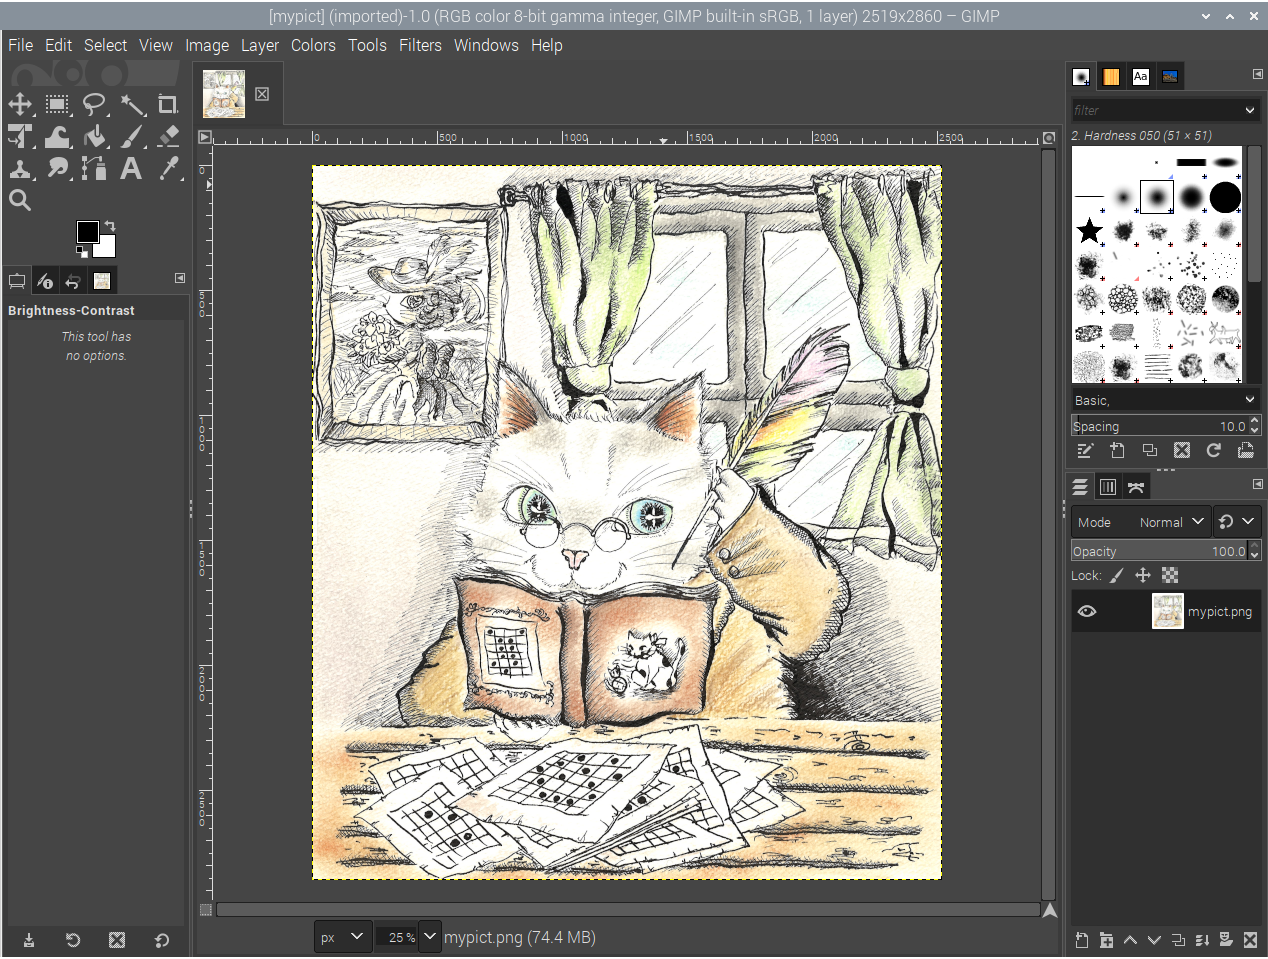 [mypict] (imported)-1.0 (RGB color 8-bit gamma integer, GIMP built-in sRGB, 1 layer) 2519x2860 – GIMP
File Edit Select View Image Layer Colors Tools Filters Windows Help
Brightness-Contrast
This tool has
no options.
0 500 1000 1500 2000 2500
0
500
1000
1500
2000
2500
px 25 % mypict.png (74.4 MB)
Aa
filter
2. Hardness 050 (51 × 51)
Basic,
Spacing 10.0
Mode Normal
Opacity 100.0
Lock:
mypict.png